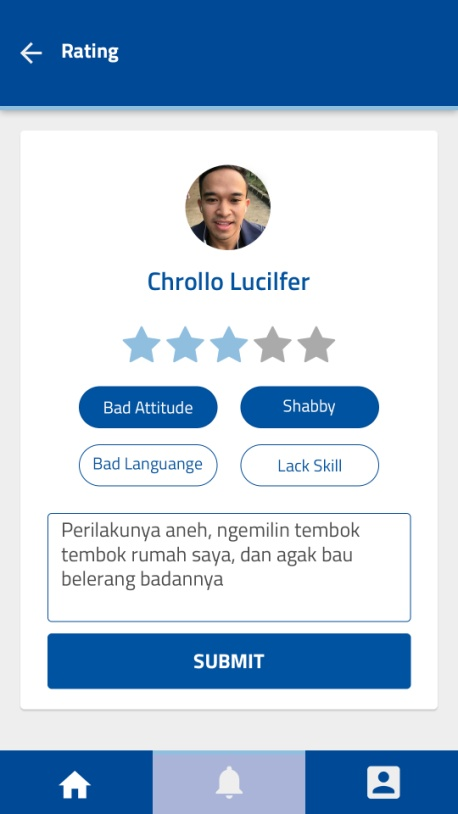 Rating
Chrollo Lucilfer
Bad Attitude
Shabby
Bad Languange
Lack Skill
Perilakunya aneh, ngemilin tembok
tembok rumah saya, dan agak bau
belerang badannya
SUBMIT